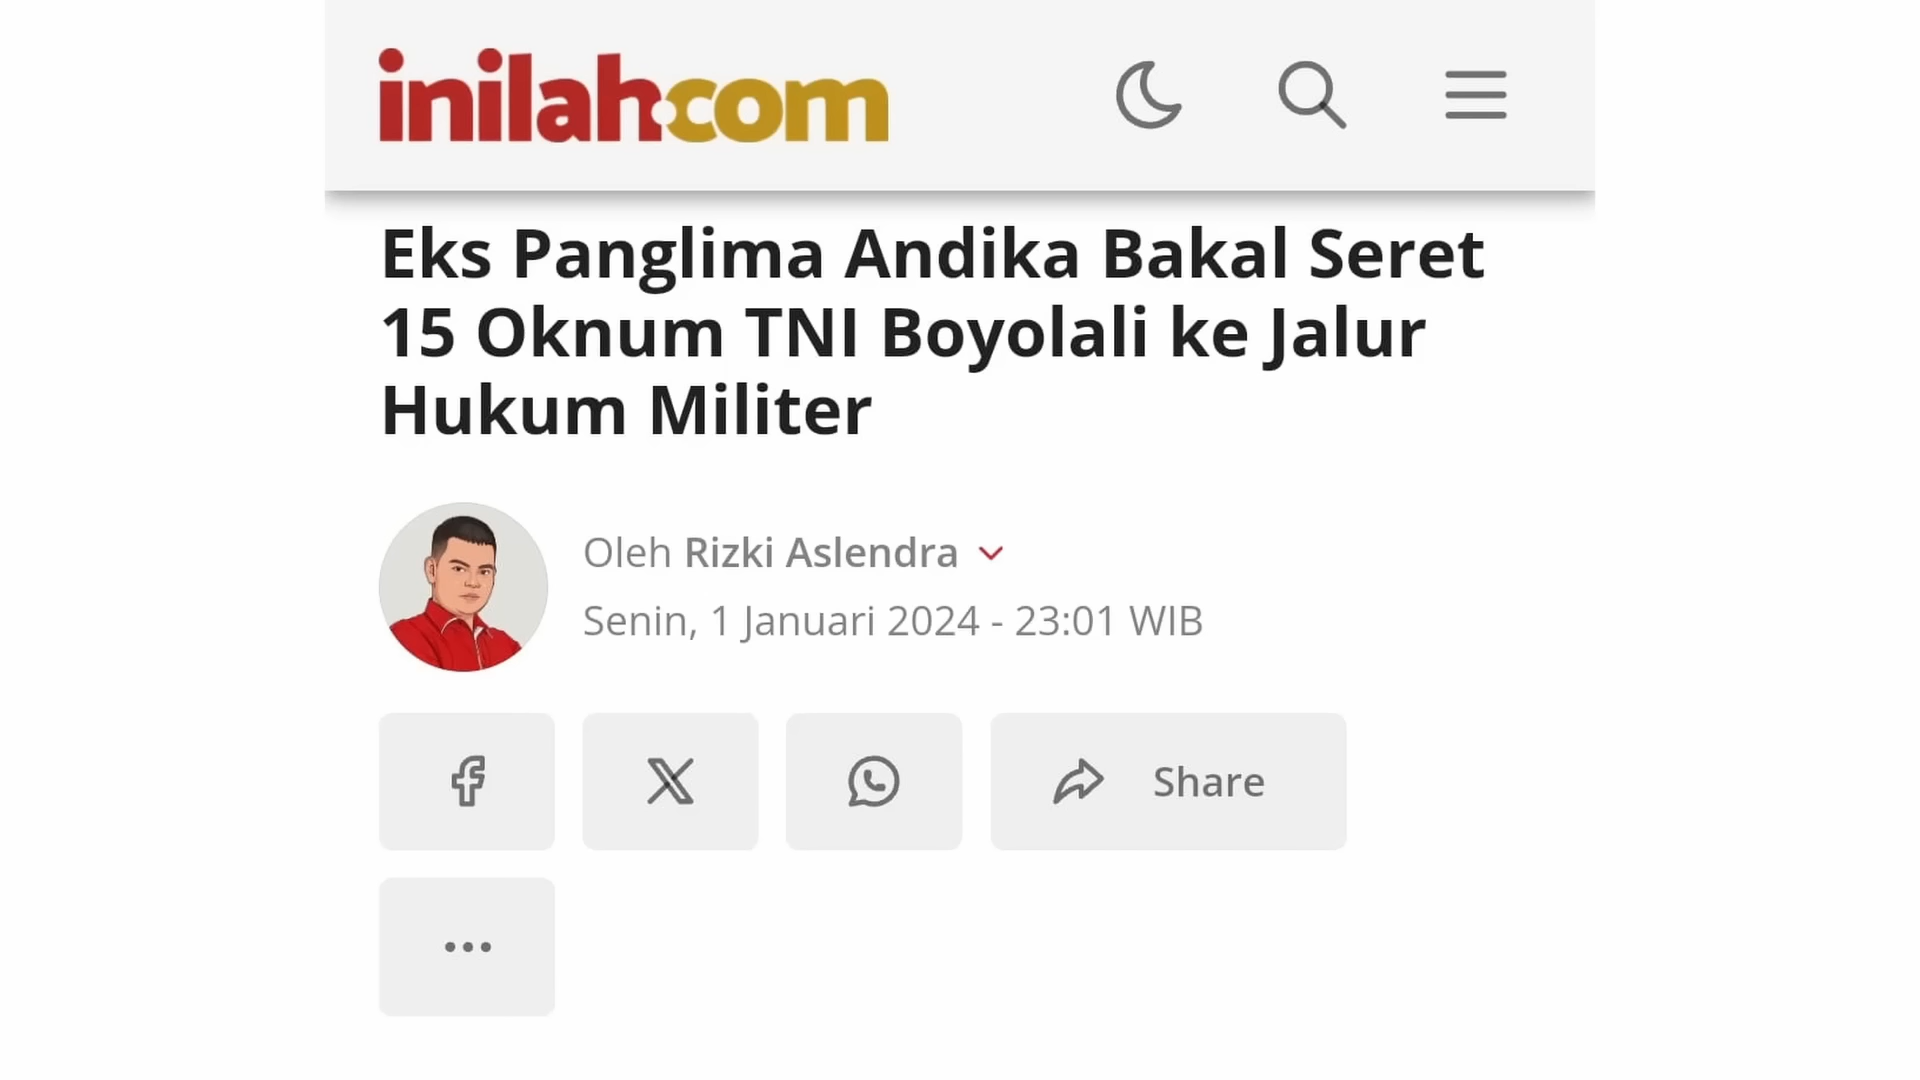 inilah.com
Eks Panglima Andika Bakal Seret
15 Oknum TNI Boyolali ke Jalur
Hukum Militer
Oleh Rizki Aslendra
Senin, 1 Januari 2024 - 23:01 WIB
Share